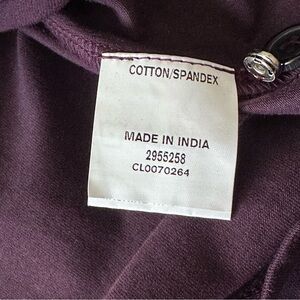 COTTON/SPANDEX
MADE IN INDIA
2955258
CL0070264